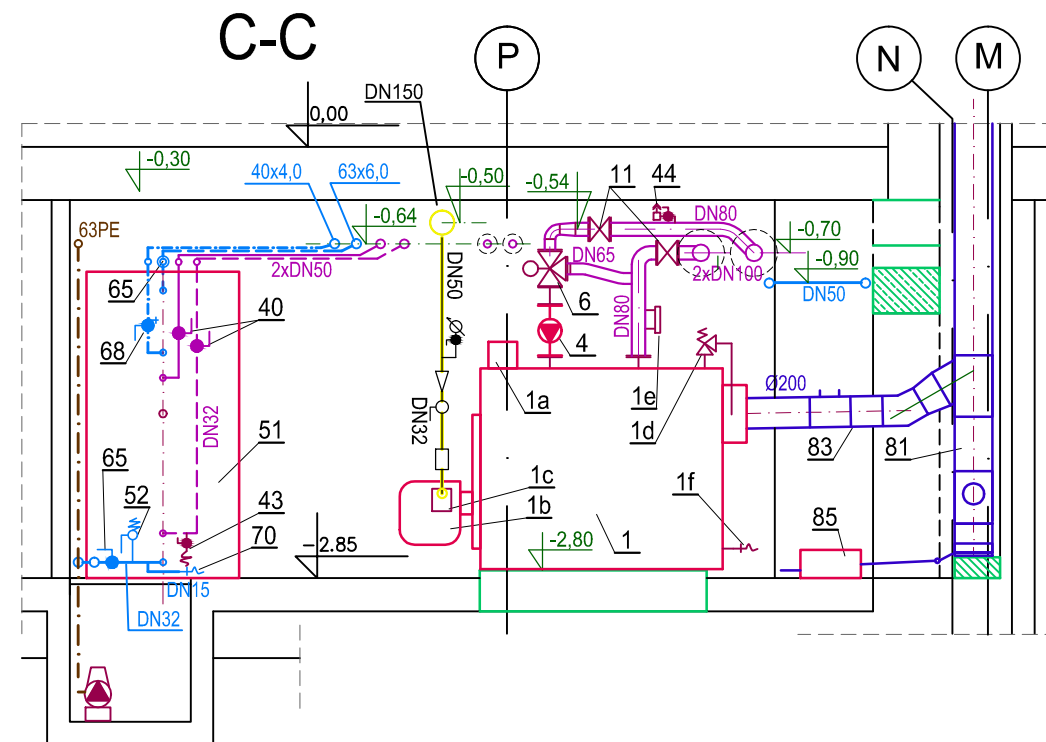 C-C
P
N
M
DN150
0,00
-0,30
40x4,0
63x6,0
-0,50
-0,54
11
44
DN80
-0,64
-0,70
63PE
2xDN50
DN65
2xDN100
-0,90
DN50
65
DN50
6
DN80
40
68
4
1a
1e
1d
Ø200
DN32
DN32
51
83
81
65
52
43
1c
1b
1f
70
-2.85
-2,80
1
85
DN15
DN32